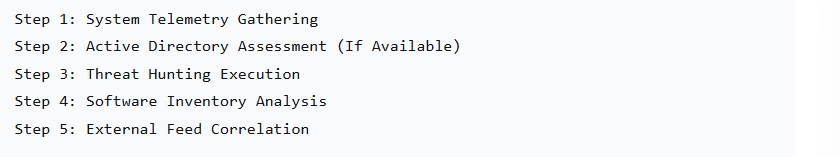 Step 1: System Telemetry Gathering
Step 2: Active Directory Assessment (If Available)
Step 3: Threat Hunting Execution
Step 4: Software Inventory Analysis
Step 5: External Feed Correlation